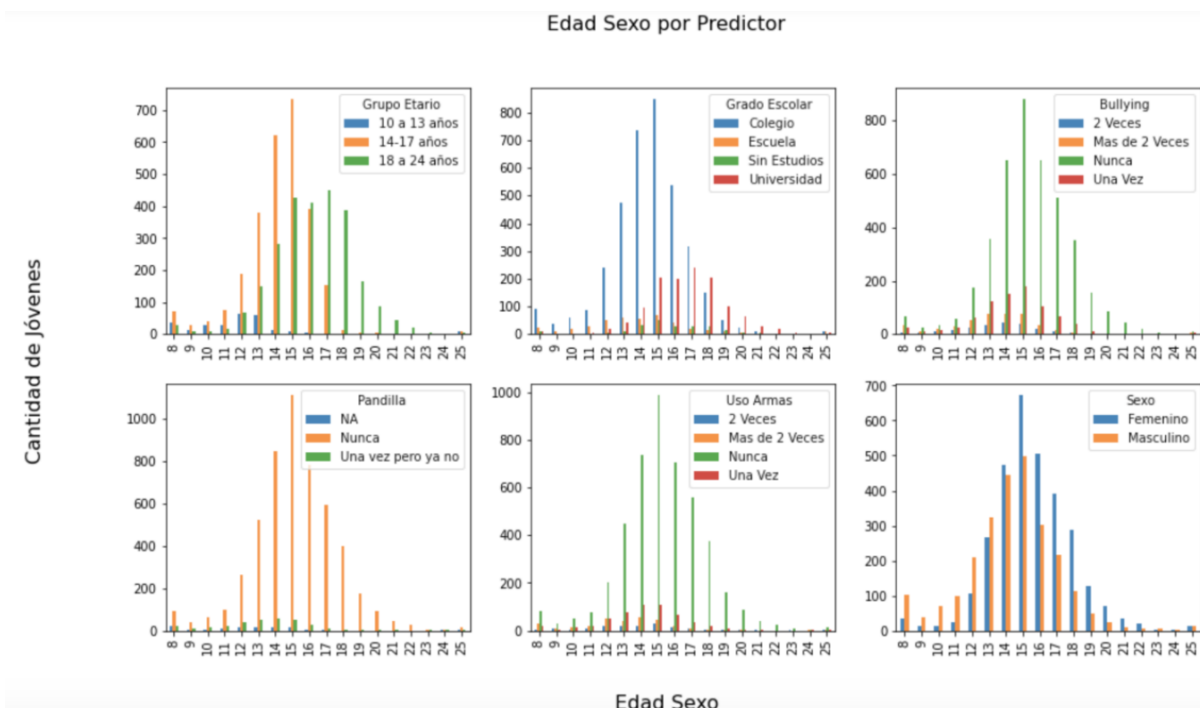 Edad Sexo por Predictor
Cantidad de Jóvenes
700
600
500
400
300
200
100
0
Grupo Etario
10 a 13 años
14-17 años
18 a 24 años
8 9 10 11 12 13 14 15 16 17 18 19 20 21 22 23 24 25
800
700
600
500
400
300
200
100
0
Grado Escolar
Colegio
Escuela
Sin Estudios
Universidad
8 9 10 11 12 13 14 15 16 17 18 19 20 21 22 23 24 25
800
600
400
200
0
Bullying
2 Veces
Mas de 2 Veces
Nunca
Una Vez
8 9 10 11 12 13 14 15 16 17 18 19 20 21 22 23 24 25
1000
800
600
400
200
0
Pandilla
NA
Nunca
Una vez pero ya no
8 9 10 11 12 13 14 15 16 17 18 19 20 21 22 23 24 25
1000
800
600
400
200
0
Uso Armas
2 Veces
Mas de 2 Veces
Nunca
Una Vez
8 9 10 11 12 13 14 15 16 17 18 19 20 21 22 23 24 25
700
600
500
400
300
200
100
0
Sexo
Femenino
Masculino
8 9 10 11 12 13 14 15 16 17 18 19 20 21 22 23 24 25
Edad Sexo